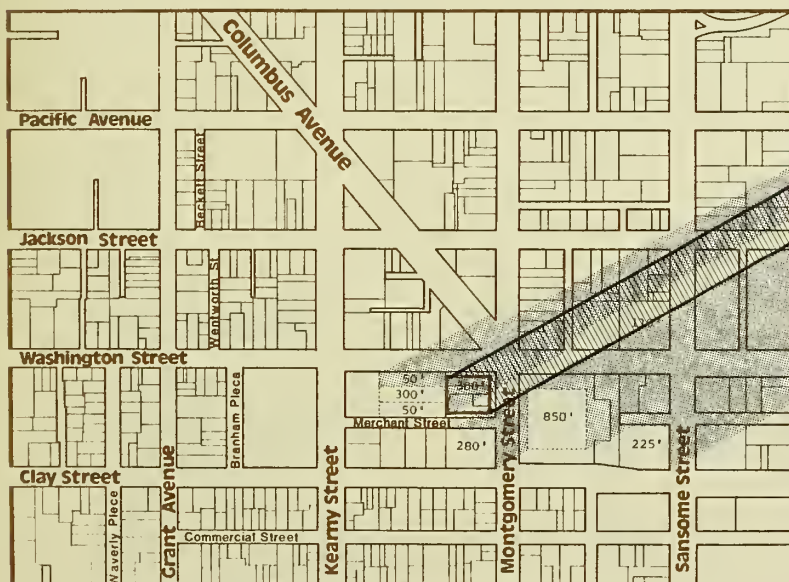 Columbus Avenue
Pacific Avenue
Beckett Street
Jackson Street
Wentworth St
Washington Street
50'
300'
50'
360'
Merchant Street
280'
850'
225'
Branham Place
Clay Street
Waverly Place
Grant Avenue
Commercial Street
Kearny Street
Montgomery Street
Sansome Street